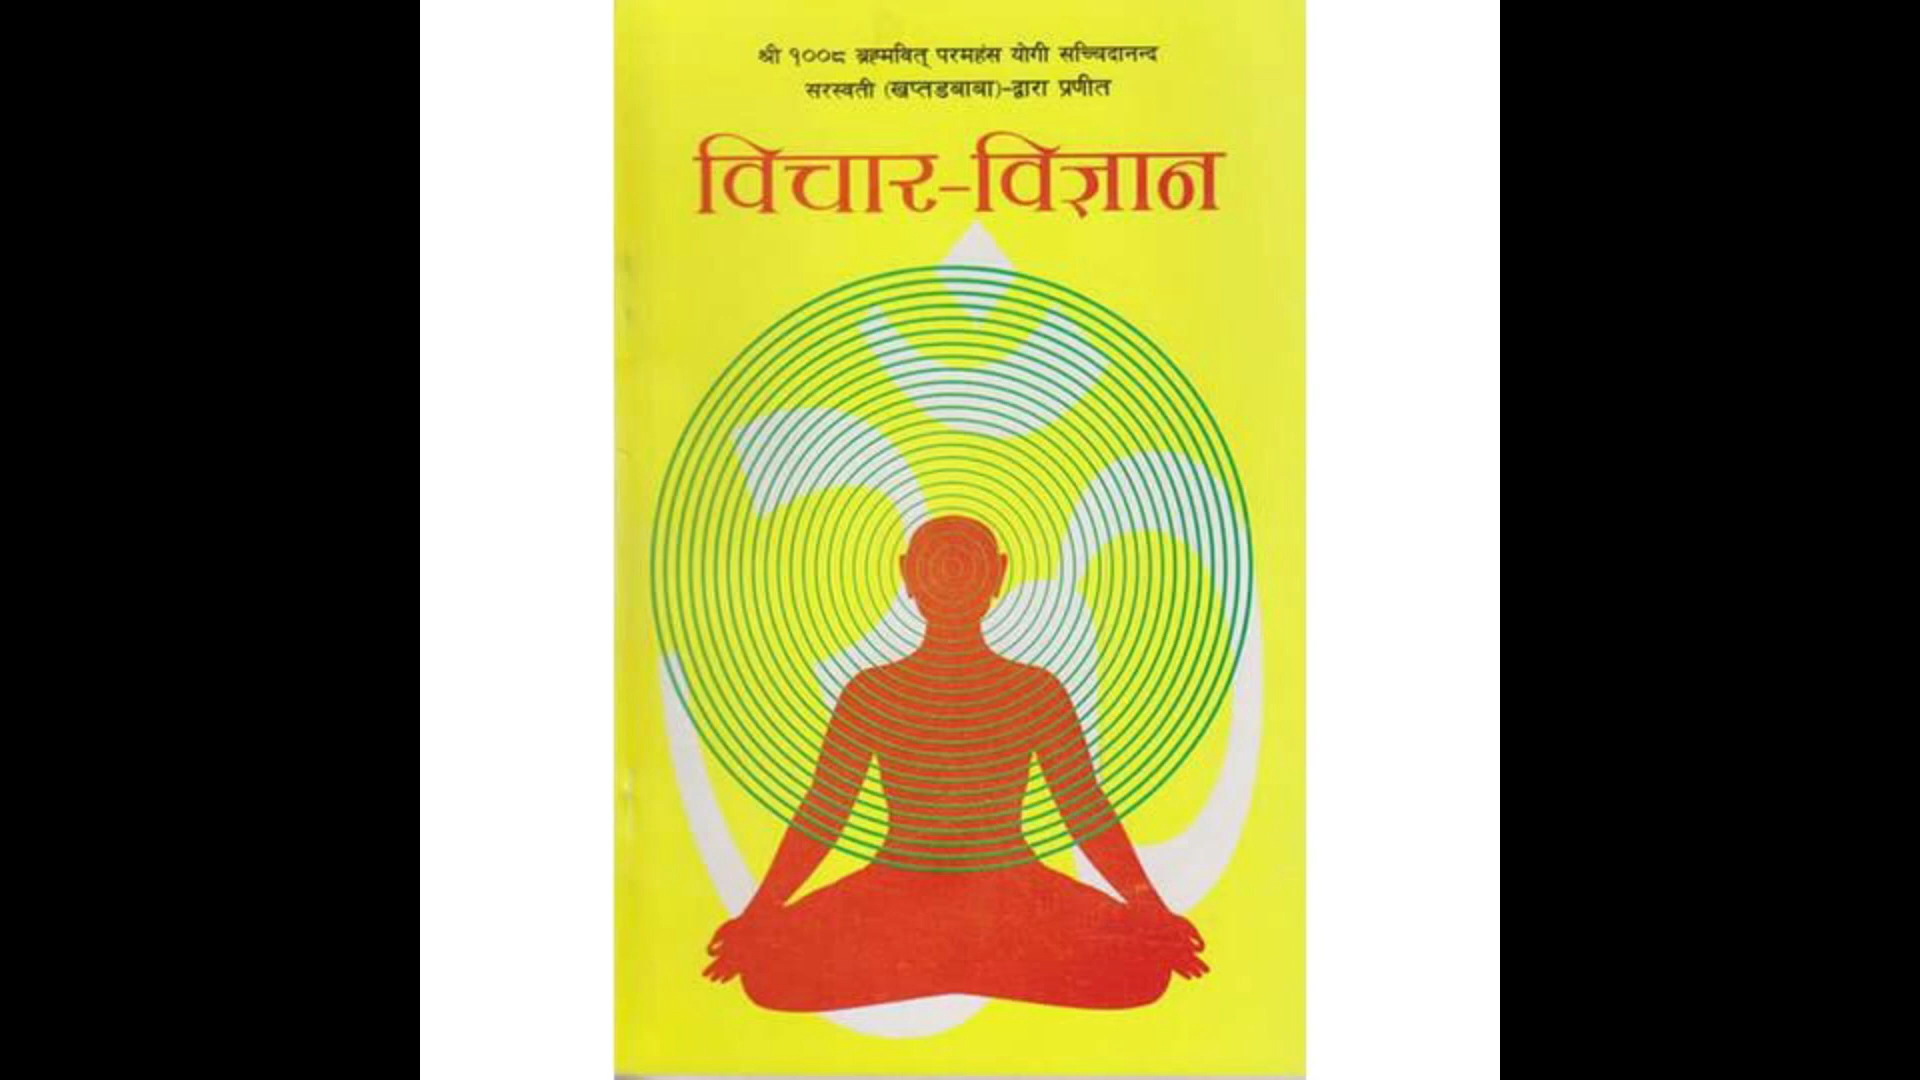 श्री १००८ ब्रह्मवित् परमहंस योगी सच्चिदानन्द
सरस्वती (खप्तडबाबा)-द्वारा प्रणीत
विचार-विज्ञान